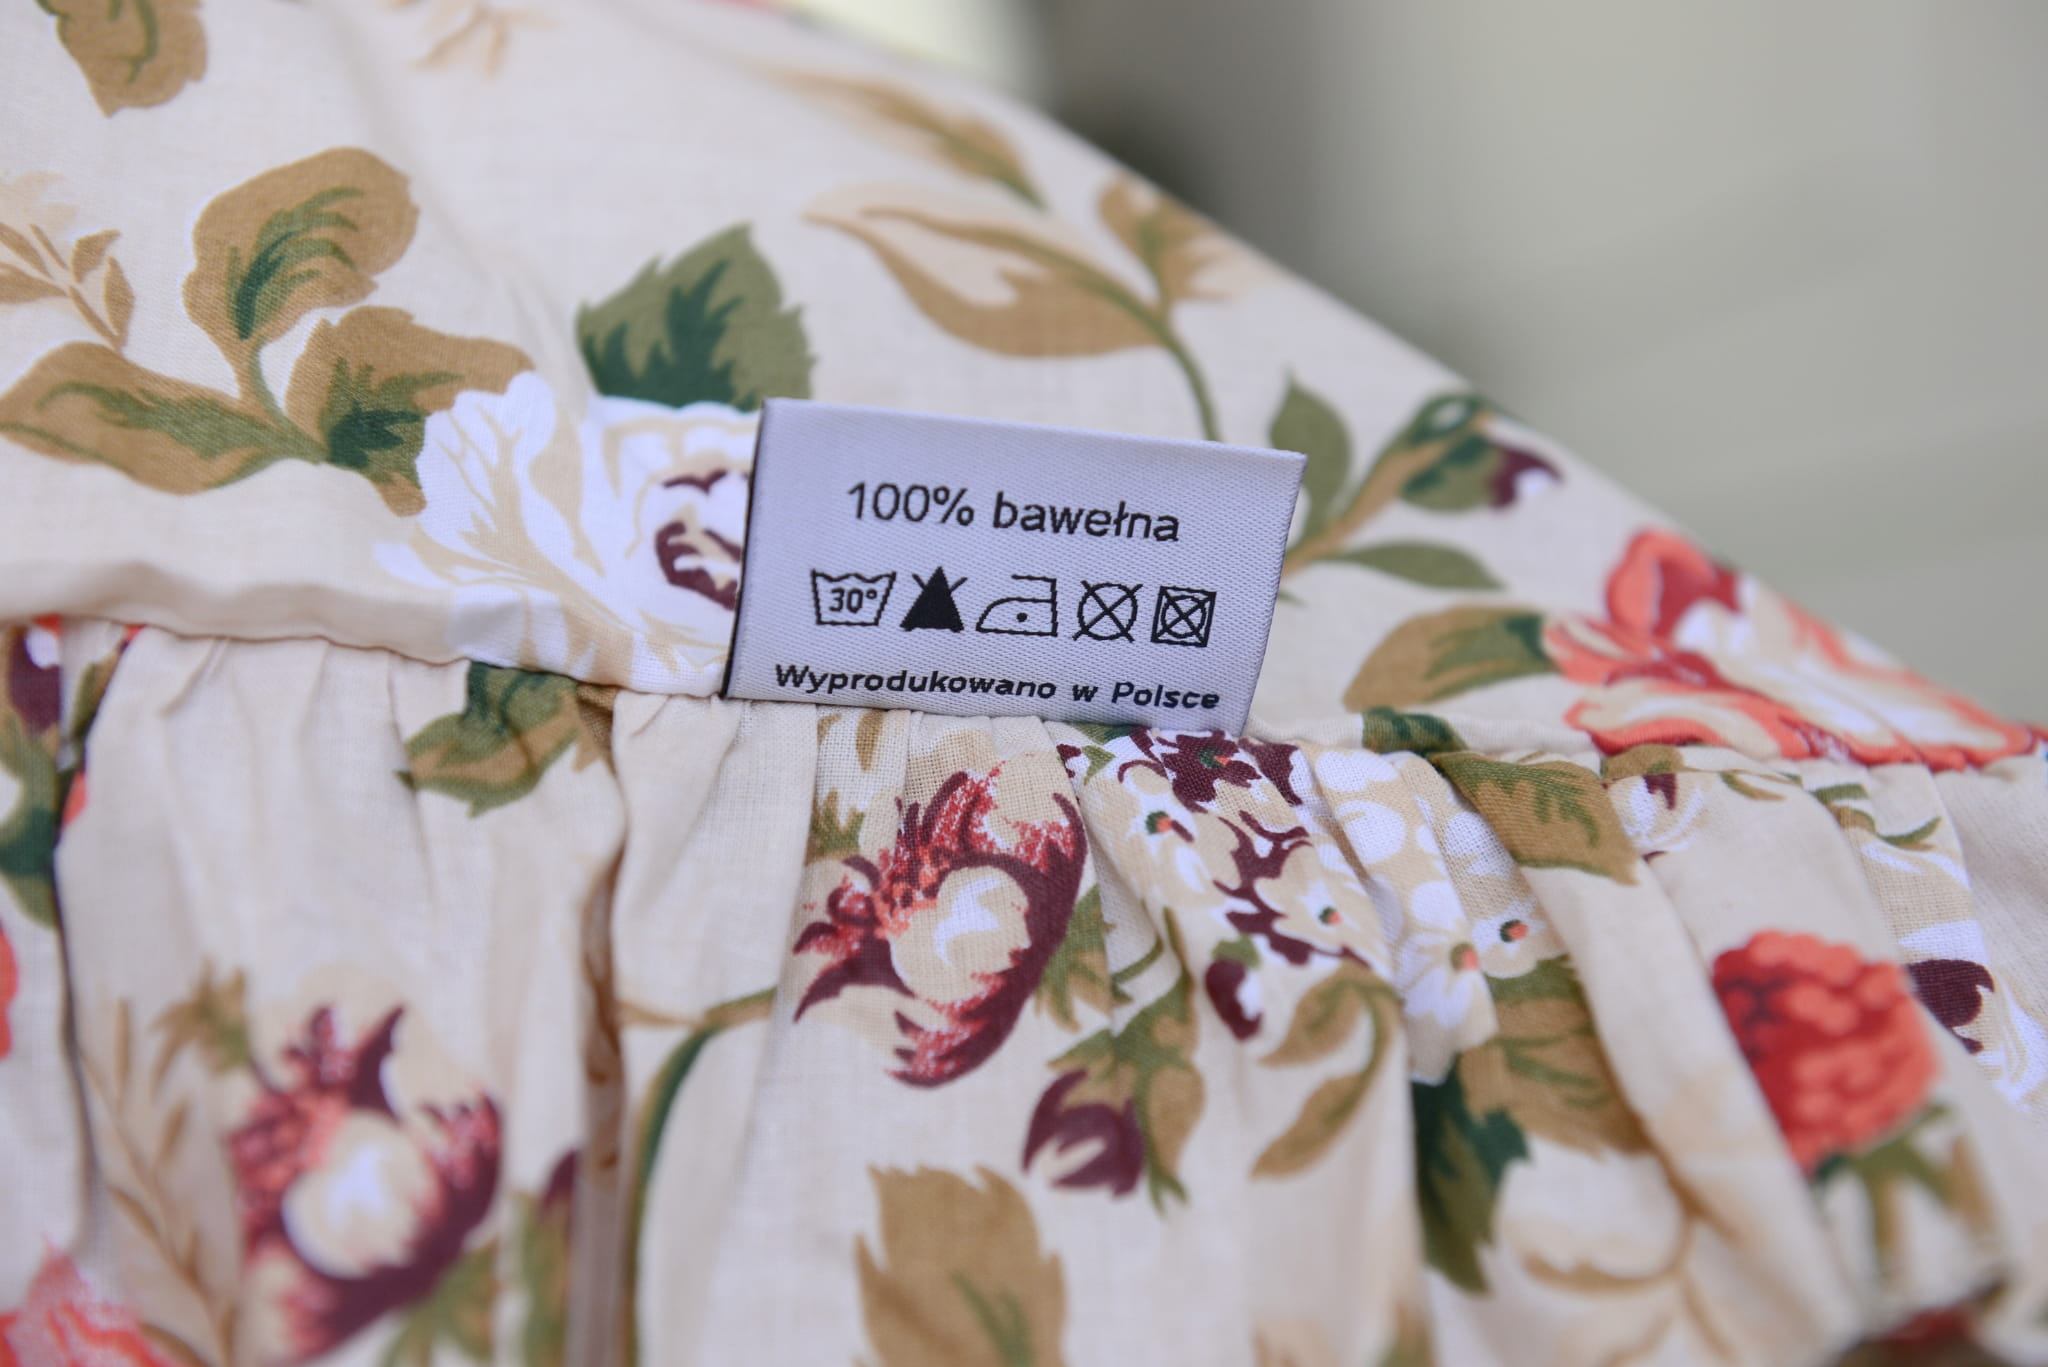 100% bawełna
30°
Wyprodukowano w Polsce